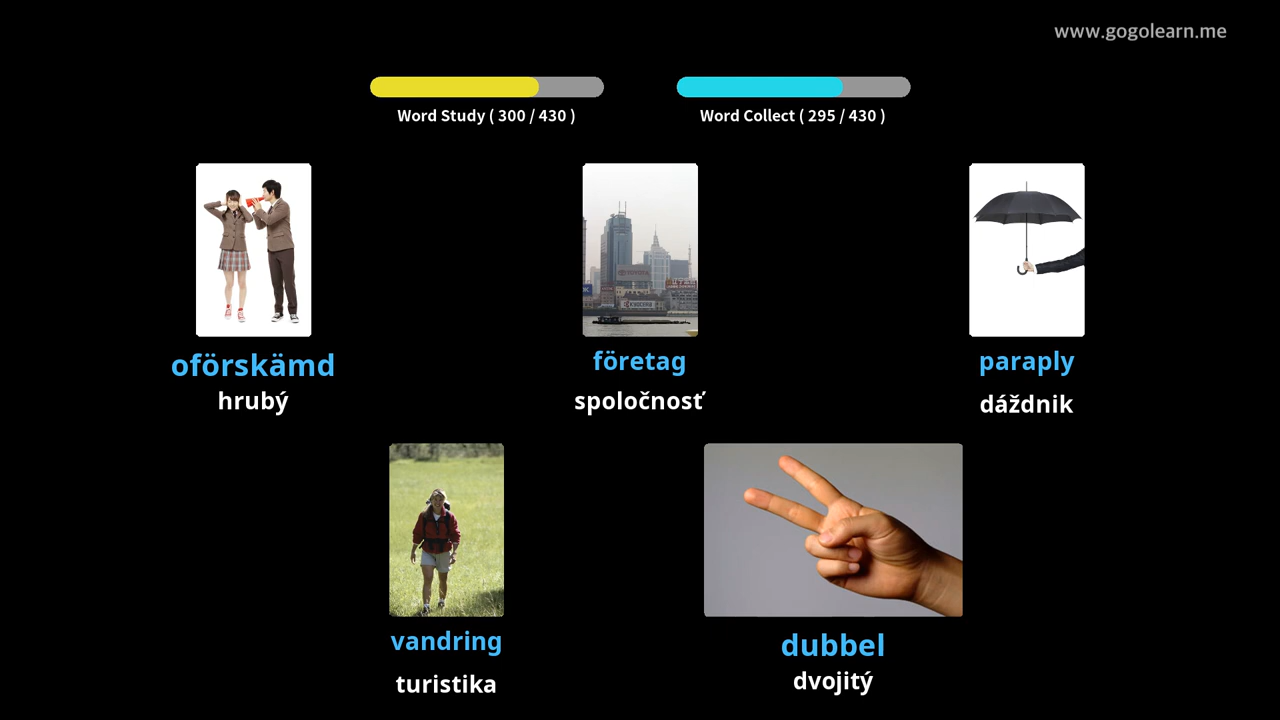 www.gogolearn.me
Word Study ( 300 / 430 )
Word Collect ( 295 / 430 )
oförskämd
företag
paraply
hrubý
spoločnosť
dáždnik
vandring
dubbel
turistika
dvojitý